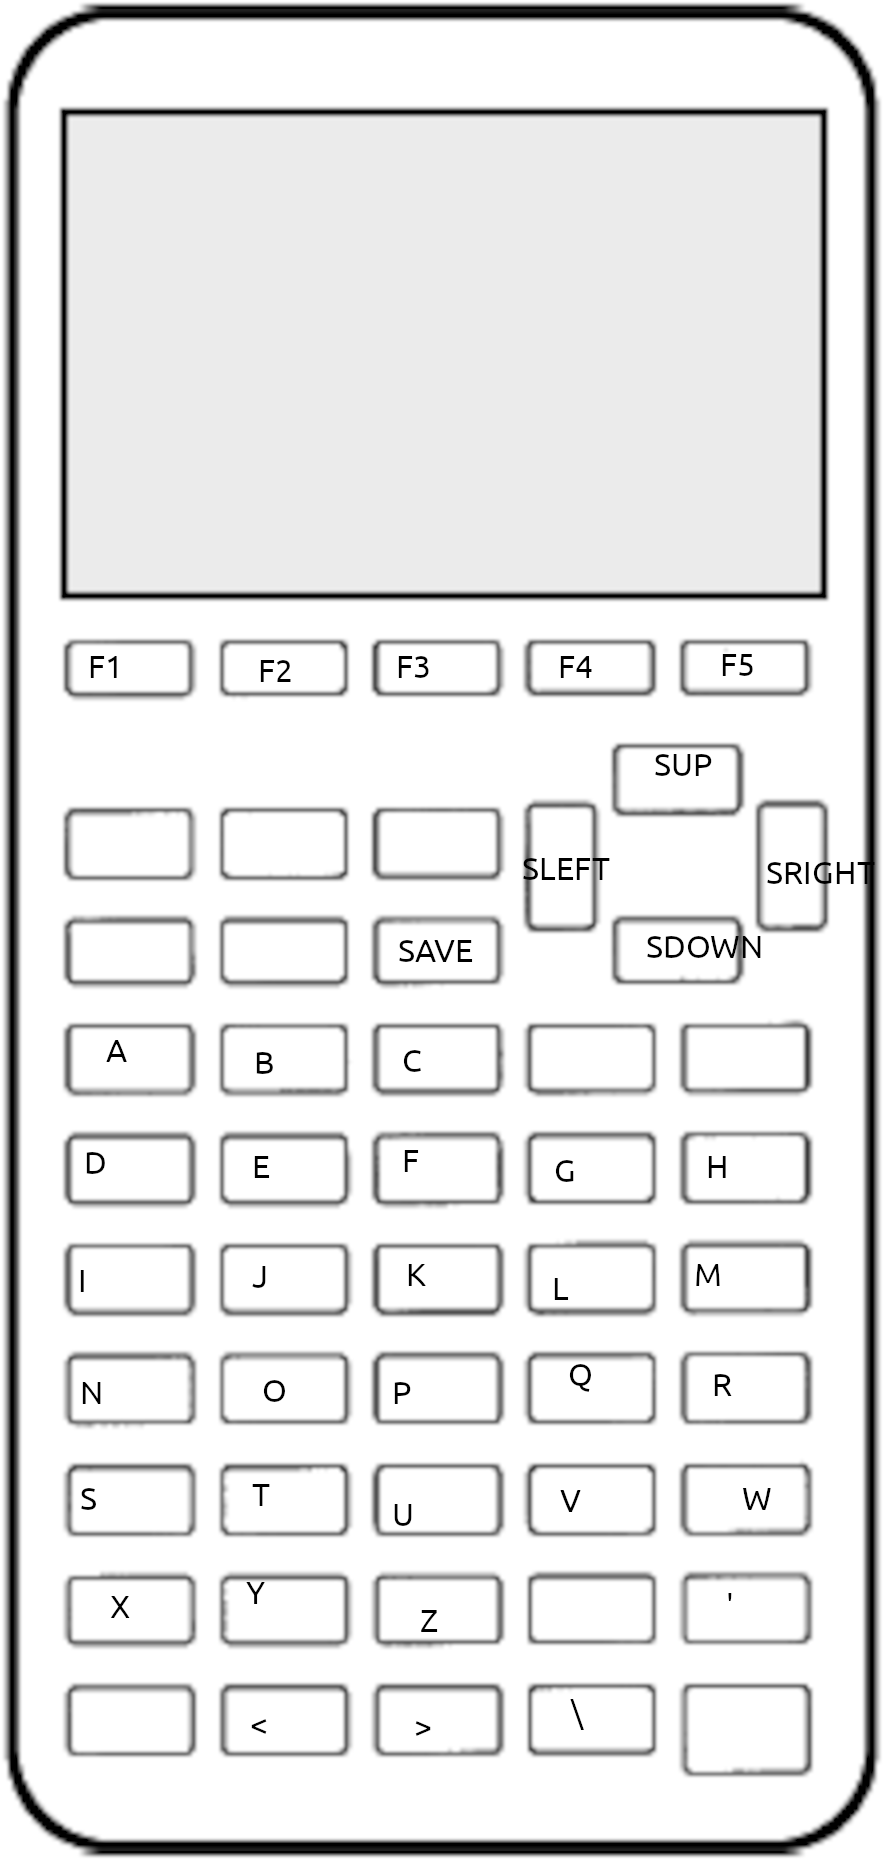 F1 F2 F3 F4 F5
SUP
SLEFT SRIGHT
SAVE SDOWN
A B C
D E F G H
I J K L M
N O P Q R
S T U V W
X Y Z '
< > \